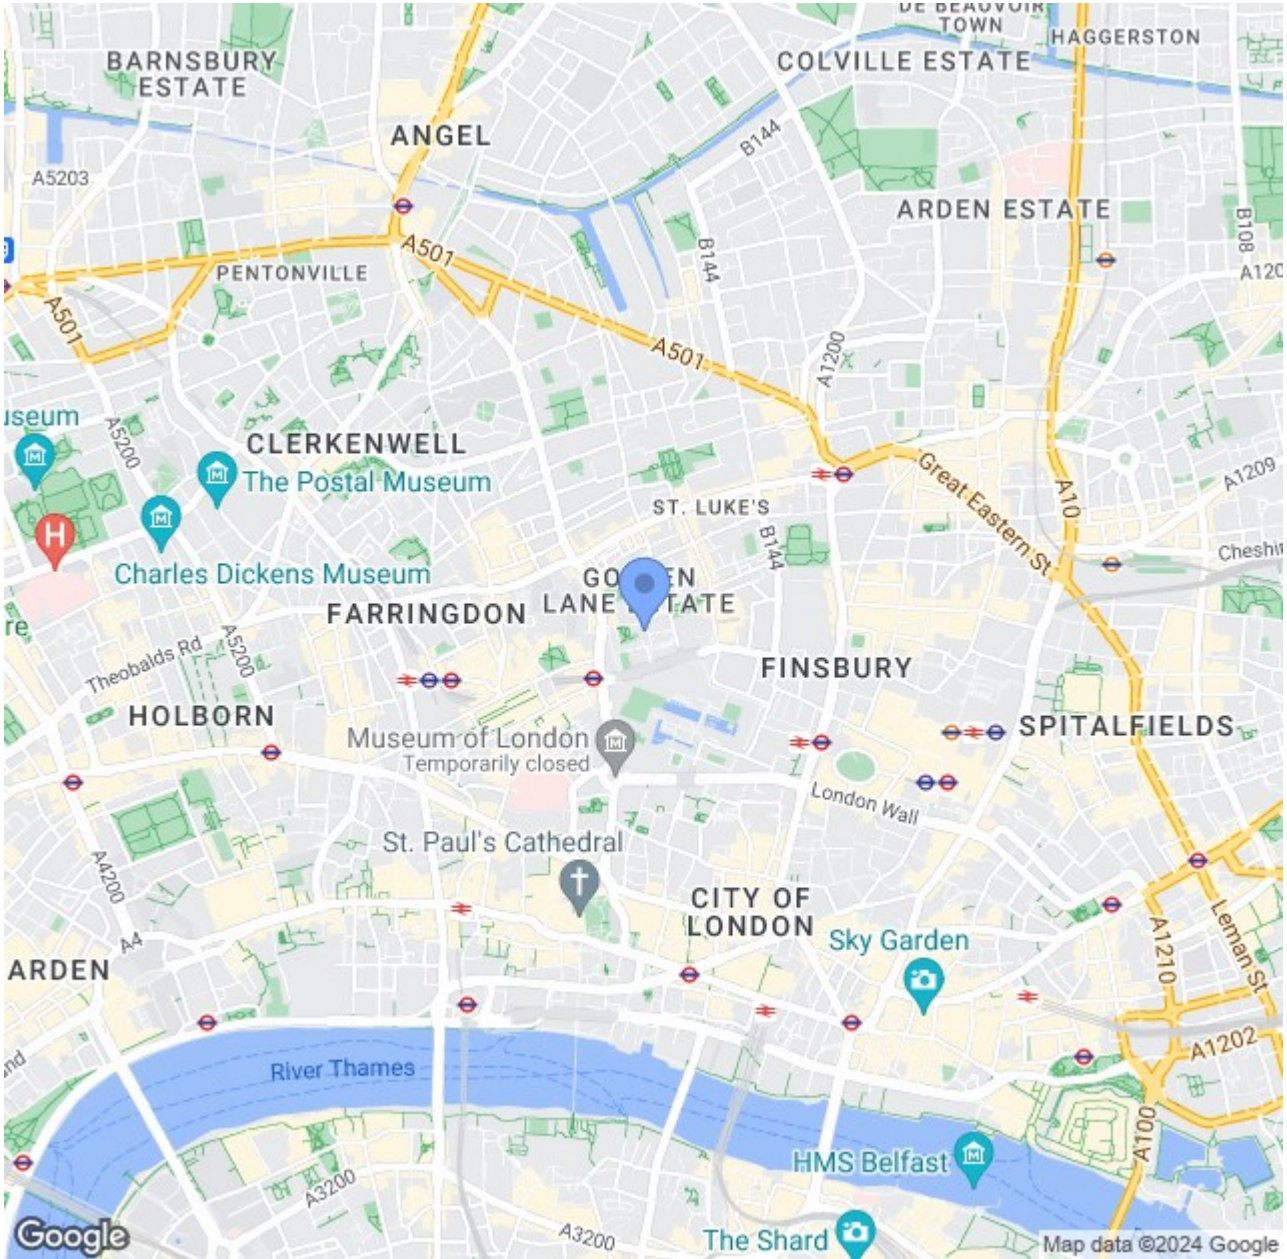 DE BEAUVOIR
TOWN
HAGGERSTON
BARNSBURY
ESTATE
COLVILLE ESTATE
ANGEL
B144
A5203
ARDEN ESTATE
B108
A501
B144
PENTONVILLE
A120
A501
A501
A1200
useum
A5200
CLERKENWELL
The Postal Museum
Great Eastern St
A10
A1209
ST. LUKE'S
B144
H
Cheshir
Charles Dickens Museum
LANE ESTATE
FARRINGDON
re
Theobalds Rd
A5200
FINSBURY
HOLBORN
SPITALFIELDS
Museum of London
Temporarily closed
London Wall
St. Paul's Cathedral
A4200
CITY OF
LONDON
A4
Sky Garden
A1210
Leman St
ARDEN
A1202
nd
River Thames
A100
HMS Belfast
A3200
A3200
The Shard
Google
Map data ©2024 Google